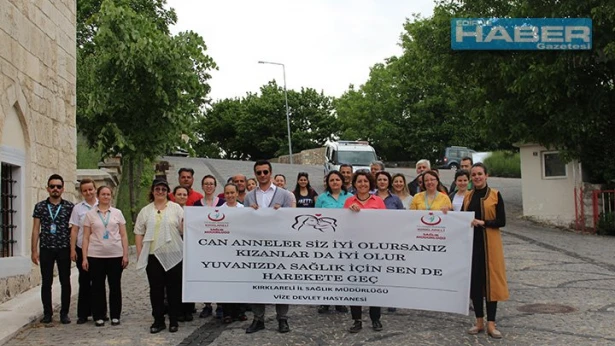 EDİRNE
HABER
Gazetesi
CAN ANNELER SİZ İYİ OLURSANIZ
KIZANLAR DA İYİ OLUR
YUVANIZDA SAĞLIK İÇİN SEN DE
HAREKETE GEÇ
KIRKLARELİ İL SAĞLIK MÜDÜRLÜĞÜ
VİZE DEVLET HASTANESİ